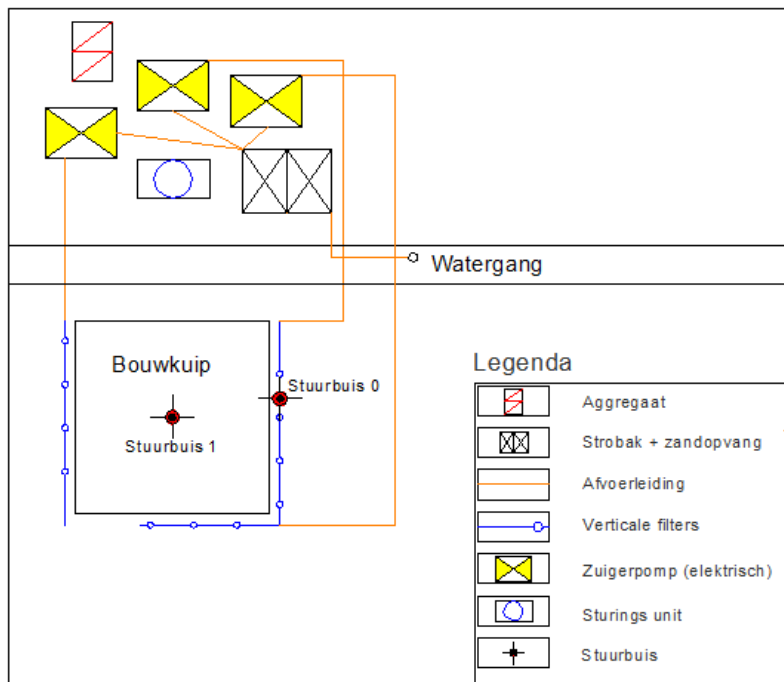 Watergang
Bouwkuip
Stuurbuis 0
Stuurbuis 1
Legenda
Aggregaat
Strobak + zandopvang
Afvoerleiding
Verticale filters
Zuigerpomp (elektrisch)
Sturings unit
Stuurbuis